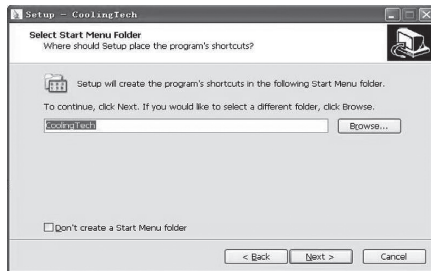 Setup - CoolingTech
Select Start Menu Folder
Where should Setup place the program's shortcuts?
Setup will create the program's shortcuts in the following Start Menu folder.
To continue, click Next. If you would like to select a different folder, click Browse.
CoolingTech
Browse...
Don't create a Start Menu folder
< Back
Next >
Cancel